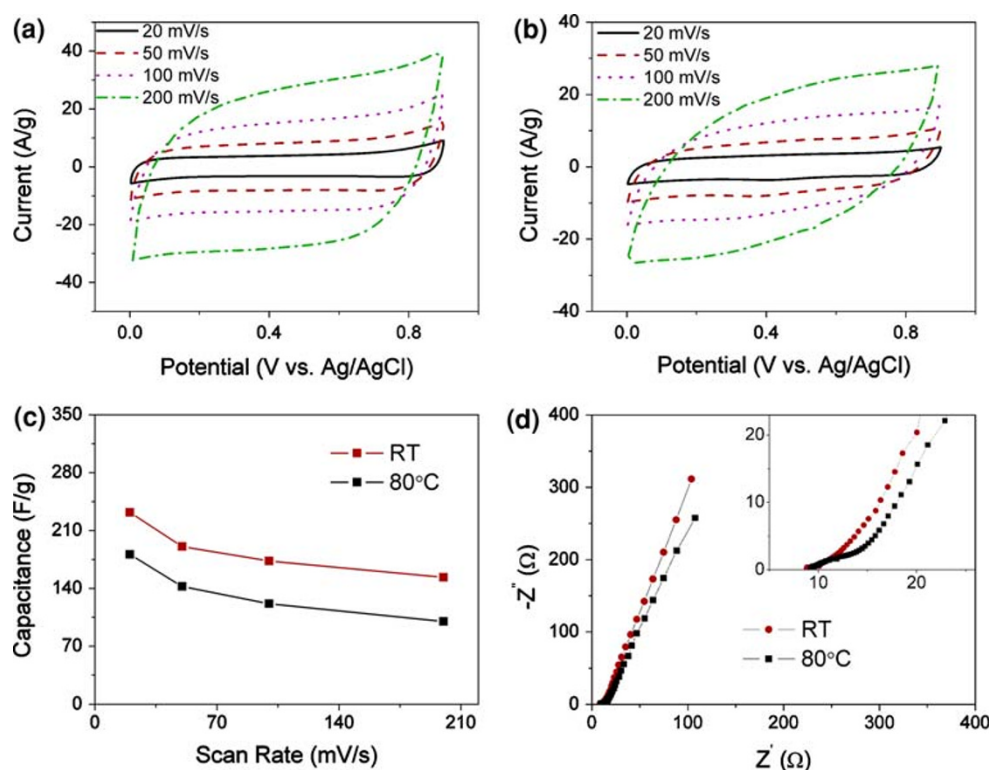 (a)
20 mV/s
50 mV/s
100 mV/s
200 mV/s
40
20
0
-20
-40
Current (A/g)
0.0
0.4
0.8
Potential (V vs. Ag/AgCl)
(b)
20 mV/s
50 mV/s
100 mV/s
200 mV/s
40
20
0
-20
-40
Current (A/g)
0.0
0.4
0.8
Potential (V vs. Ag/AgCl)
(c)
350
280
210
140
70
0
Capacitance (F/g)
RT
80°C
0
70
140
210
Scan Rate (mV/s)
(d)
400
300
200
100
0
-Z" (Ω)
20
10
0
10
20
RT
80°C
0
100
200
300
400
Z' (Ω)